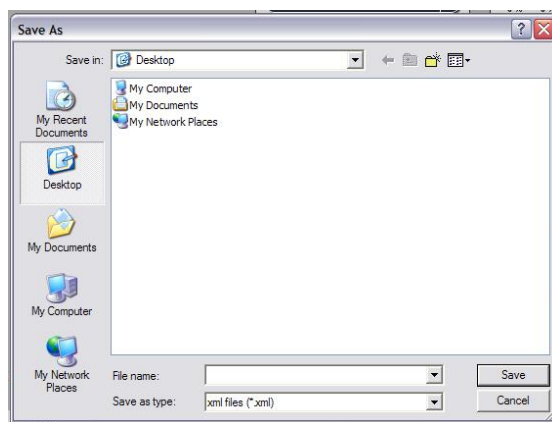 Save As
Save in:
Desktop
My Computer
My Documents
My Network Places
My Recent
Documents
Desktop
My Documents
My Computer
My Network
Places
File name:
Save
Save as type:
xml files (*.xml)
Cancel